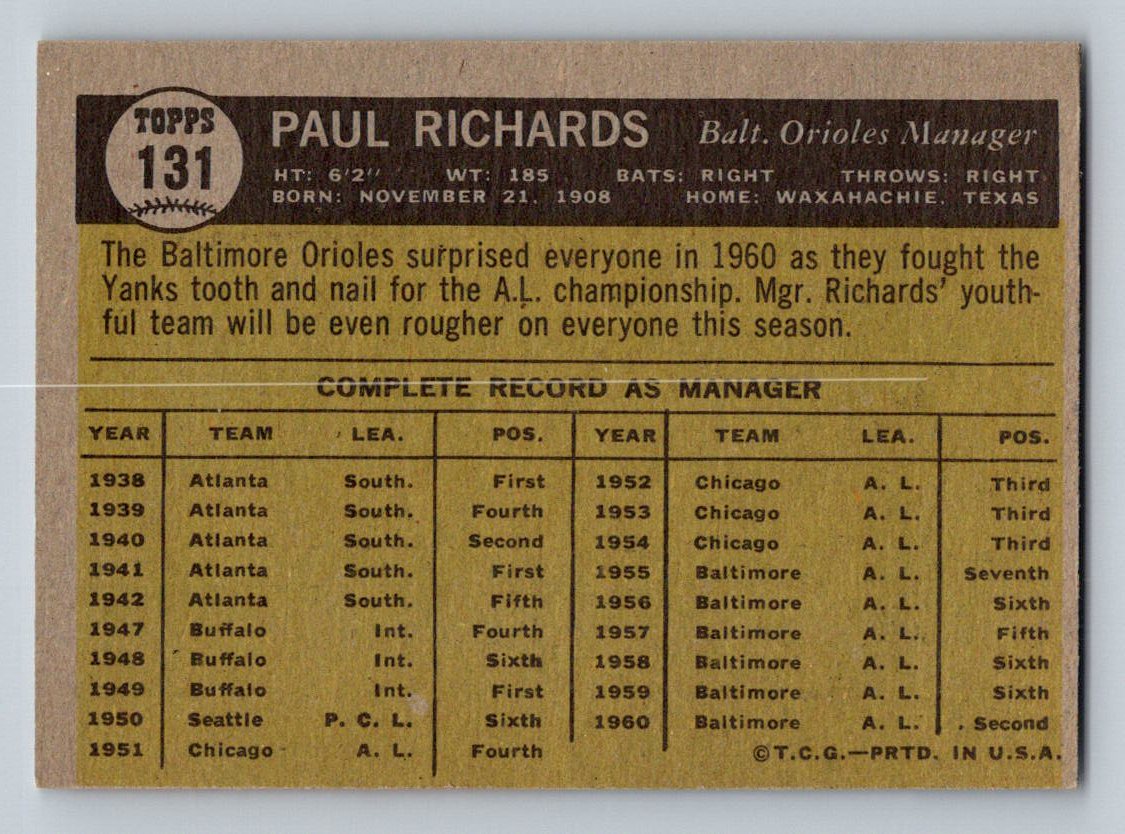 TOPPS
131
PAUL RICHARDS Balt. Orioles Manager
HT: 6'2" WT: 185 BATS: RIGHT THROWS: RIGHT
BORN: NOVEMBER 21, 1908 HOME: WAXAHACHIE, TEXAS
The Baltimore Orioles surprised everyone in 1960 as they fought the
Yanks tooth and nail for the A.L. championship. Mgr. Richards' youth-
ful team will be even rougher on everyone this season.
COMPLETE RECORD AS MANAGER
YEAR TEAM LEA. POS. YEAR TEAM LEA. POS.
1938 Atlanta South. First 1952 Chicago A. L. Third
1939 Atlanta South. Fourth 1953 Chicago A. L. Third
1940 Atlanta South. Second 1954 Chicago A. L. Third
1941 Atlanta South. First 1955 Baltimore A. L. Seventh
1942 Atlanta South. Fifth 1956 Baltimore A. L. Sixth
1947 Buffalo Int. Fourth 1957 Baltimore A. L. Fifth
1948 Buffalo Int. Sixth 1958 Baltimore A. L. Sixth
1949 Buffalo Int. First 1959 Baltimore A. L. Sixth
1950 Seattle P. C. L. Sixth 1960 Baltimore A. L. Second
1951 Chicago A. L. Fourth ©T.C.G.—PRTD. IN U.S.A.